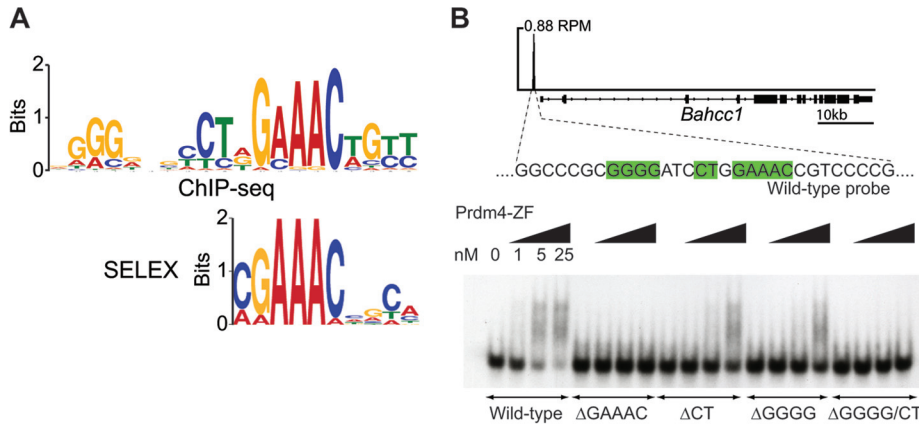 A
B
2
1
0
Bits
ChIP-seq
SELEX
2
1
0
Bits
0.88 RPM
Bahcc1
10kb
....GGCCCGCGGGGATCCTGGAAACCGTCCCCG....
Wild-type probe
Prdm4-ZF
nM 0 1 5 25
Wild-type ΔGAAAC ΔCT ΔGGGG ΔGGGG/CT